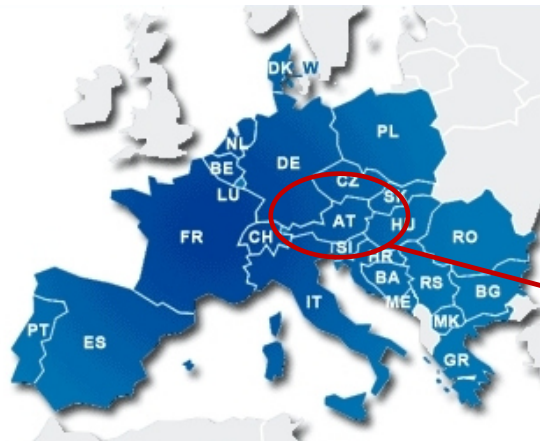 DK_W
NL
PL
BE
DE
LU
CZ
SK
AT
HU
FR
CH
SI
RO
HR
BA
RS
IT
ME
BG
MK
PT
ES
GR